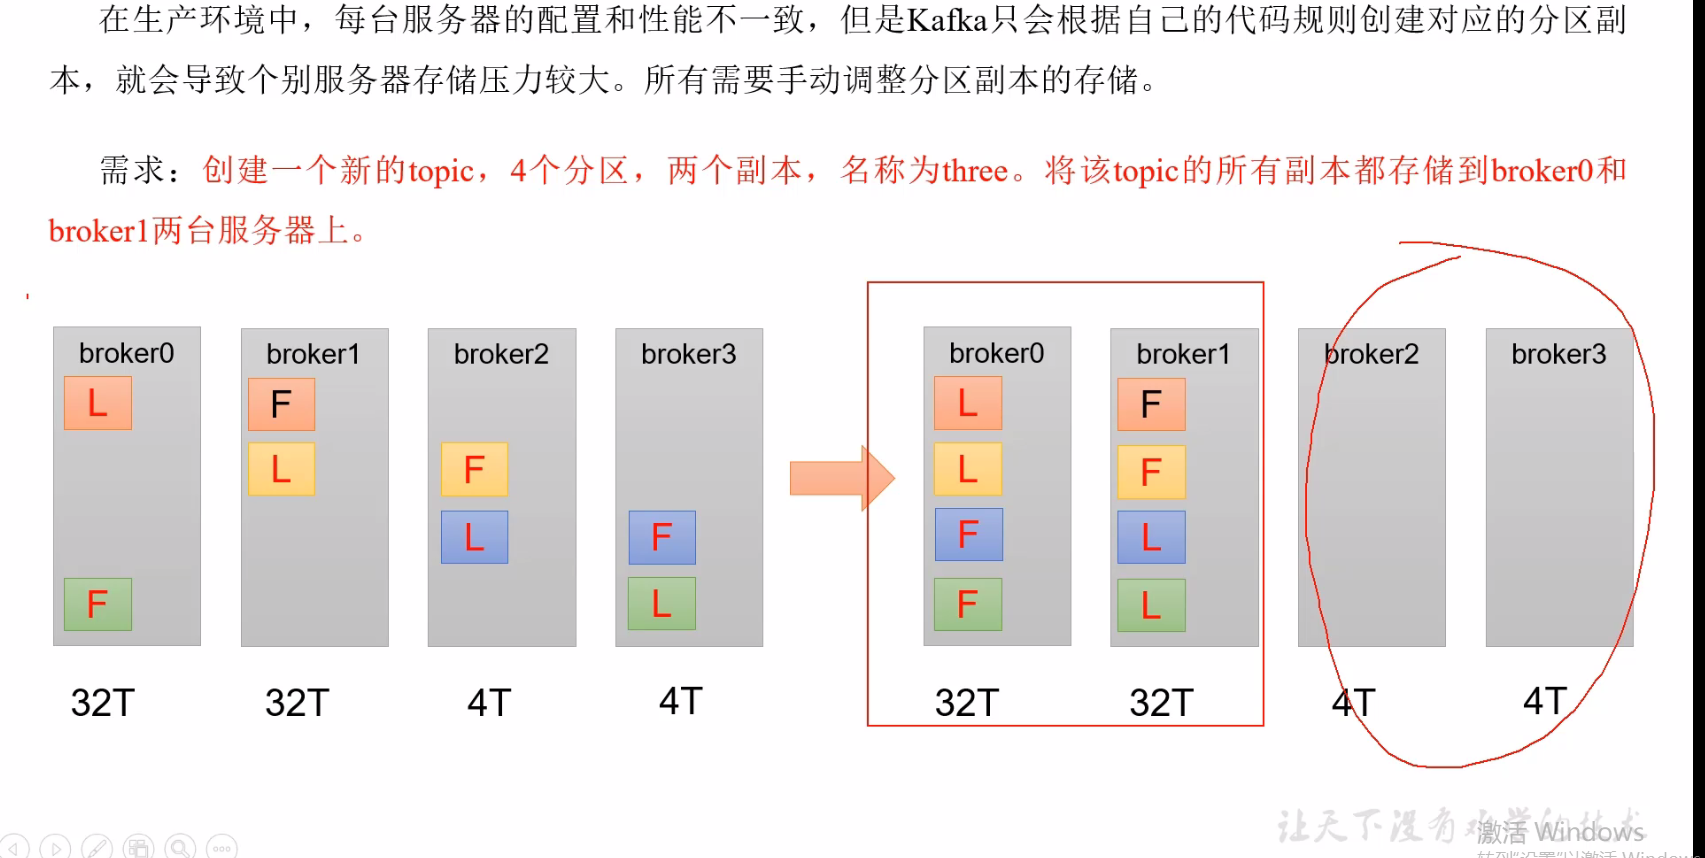 在生产环境中，每台服务器的配置和性能不一致，但是Kafka只会根据自己的代码规则创建对应的分区副
本，就会导致个别服务器存储压力较大。所有需要手动调整分区副本的存储。
需求：创建一个新的topic，4个分区，两个副本，名称为three。将该topic的所有副本都存储到broker0和
broker1两台服务器上。
broker0 broker1 broker2 broker3 broker0 broker1 broker2 broker3
L F L F
L F L F
L F F L
F L F L
32T 32T 4T 4T 32T 32T 4T 4T
让天下没有难学的技术
激活 Windows
转到"设置"以激活 Windows